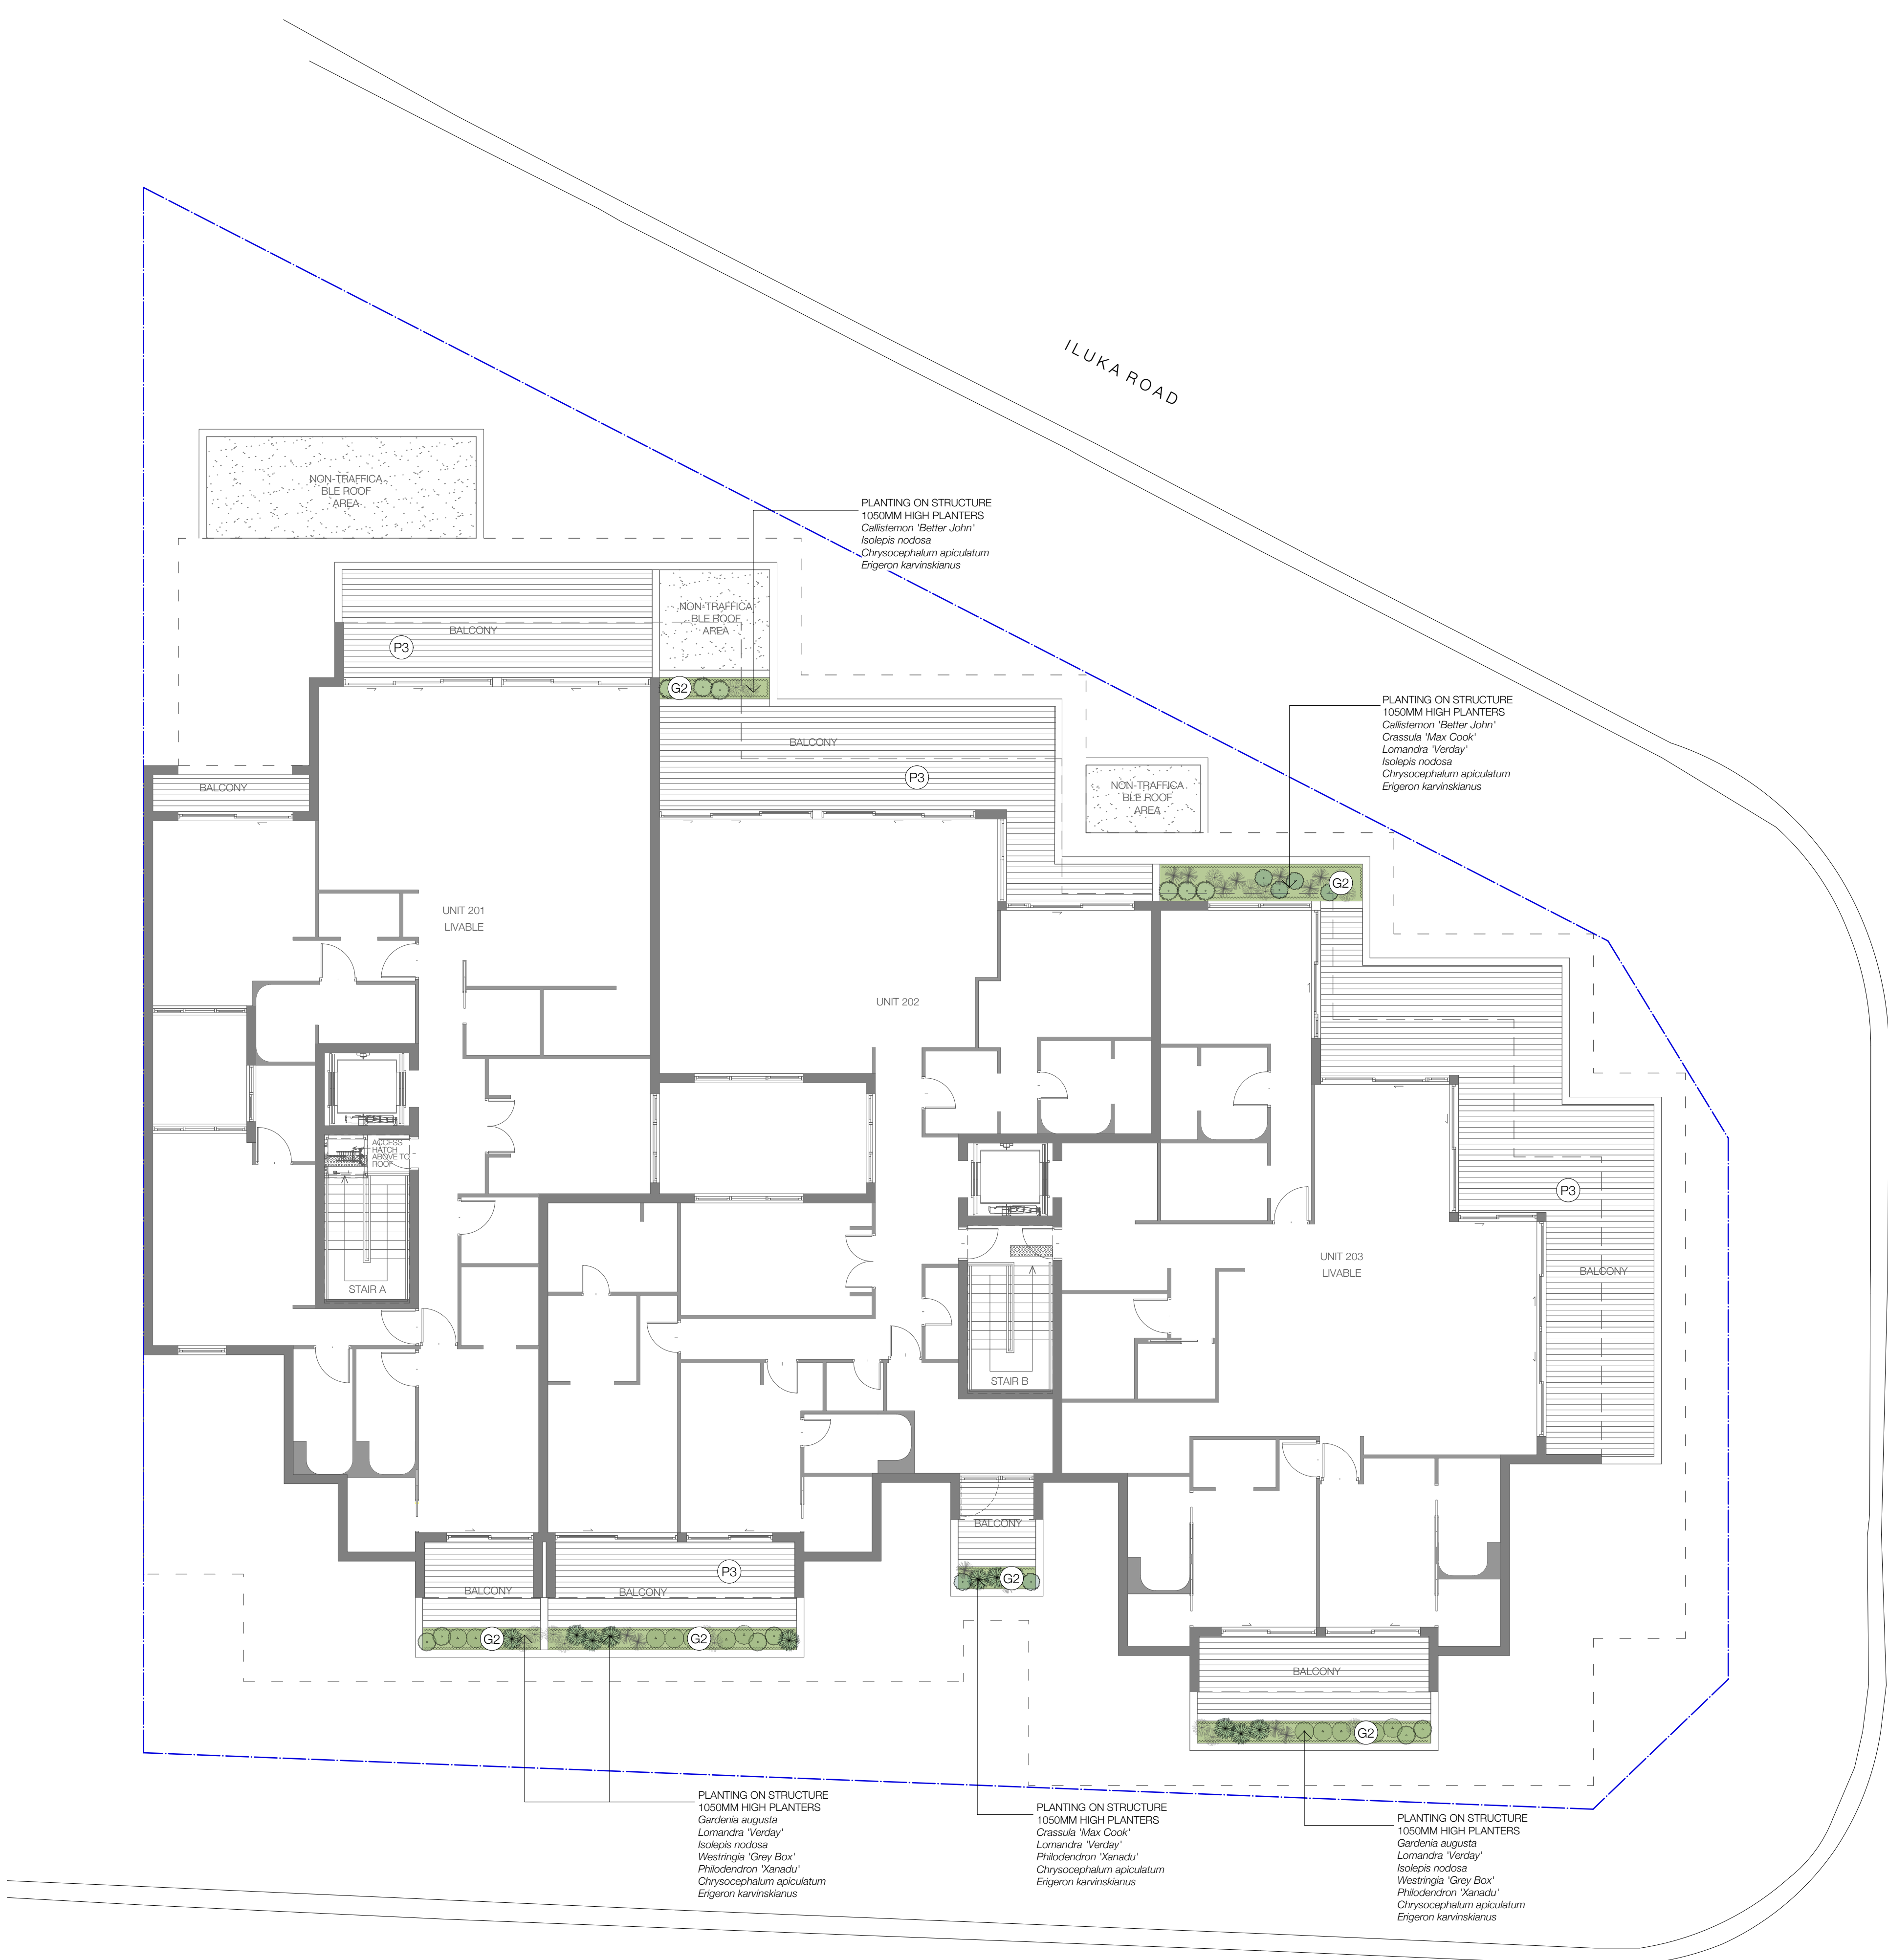 ILUKA ROAD
NON-TRAFFICA
BLE ROOF
AREA
PLANTING ON STRUCTURE
1050MM HIGH PLANTERS
Callistemon 'Better John'
Isolepis nodosa
Chrysocephalum apiculatum
Erigeron karvinskianus
NON-TRAFFICA
BLE ROOF
AREA
BALCONY
P3
G2
PLANTING ON STRUCTURE
1050MM HIGH PLANTERS
Callistemon 'Better John'
Crassula 'Max Cook'
Lomandra 'Verday'
Isolepis nodosa
Chrysocephalum apiculatum
Erigeron karvinskianus
BALCONY
P3
BALCONY
NON-TRAFFICA
BLE ROOF
AREA
G2
UNIT 201
LIVABLE
UNIT 202
ACCESS
HATCH
ABOVE TO
ROOF
P3
UNIT 203
LIVABLE
BALCONY
STAIR A
STAIR B
BALCONY
P3
G2
BALCONY
BALCONY
G2
G2
BALCONY
G2
PLANTING ON STRUCTURE
1050MM HIGH PLANTERS
Gardenia augusta
Lomandra 'Verday'
Isolepis nodosa
Westringia 'Grey Box'
Philodendron 'Xanadu'
Chrysocephalum apiculatum
Erigeron karvinskianus
PLANTING ON STRUCTURE
1050MM HIGH PLANTERS
Crassula 'Max Cook'
Lomandra 'Verday'
Philodendron 'Xanadu'
Chrysocephalum apiculatum
Erigeron karvinskianus
PLANTING ON STRUCTURE
1050MM HIGH PLANTERS
Gardenia augusta
Lomandra 'Verday'
Isolepis nodosa
Westringia 'Grey Box'
Philodendron 'Xanadu'
Chrysocephalum apiculatum
Erigeron karvinskianus